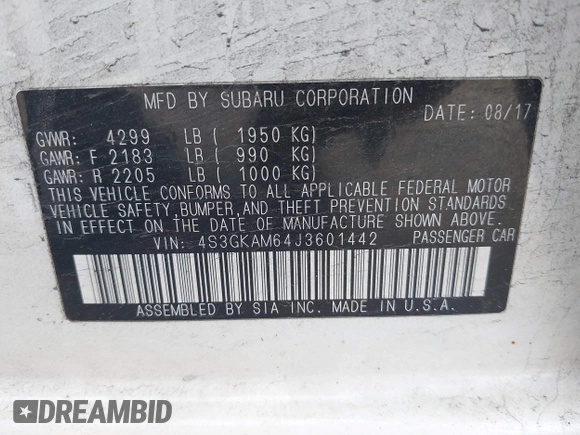 MFD BY SUBARU CORPORATION
DATE: 08/17
GVWR: 4299 LB ( 1950 KG)
GAWR: F 2183 LB ( 990 KG)
GAWR: R 2205 LB ( 1000 KG)
THIS VEHICLE CONFORMS TO ALL APPLICABLE FEDERAL MOTOR
VEHICLE SAFETY, BUMPER, AND THEFT PREVENTION STANDARDS
IN EFFECT ON THE DATE OF MANUFACTURE SHOWN ABOVE.
VIN: 4S3GKAM64J3601442 PASSENGER CAR
ASSEMBLED BY SIA INC. MADE IN U.S.A.
DREAMBID